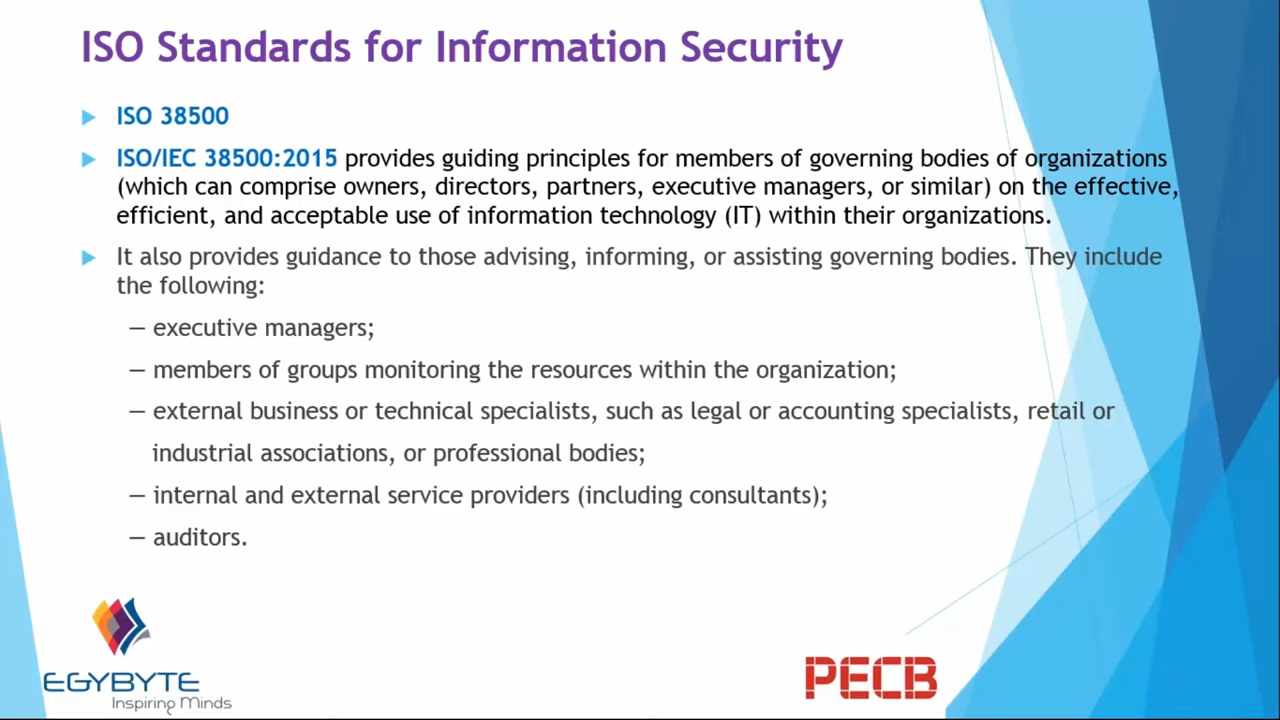 ISO Standards for Information Security
ISO 38500
ISO/IEC 38500:2015 provides guiding principles for members of governing bodies of organizations
(which can comprise owners, directors, partners, executive managers, or similar) on the effective,
efficient, and acceptable use of information technology (IT) within their organizations.
It also provides guidance to those advising, informing, or assisting governing bodies. They include
the following:
— executive managers;
— members of groups monitoring the resources within the organization;
— external business or technical specialists, such as legal or accounting specialists, retail or
industrial associations, or professional bodies;
— internal and external service providers (including consultants);
— auditors.
EGYBYTE
Inspiring Minds
PECB